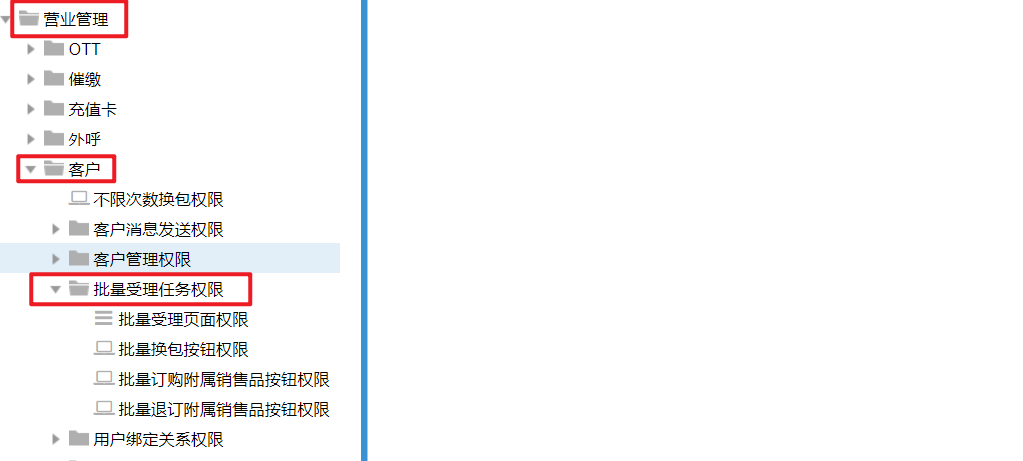 营业管理
OTT
催缴
充值卡
外呼
客户
不限次数换包权限
客户消息发送权限
客户管理权限
批量受理任务权限
批量受理页面权限
批量换包按钮权限
批量订购附属销售品按钮权限
批量退订附属销售品按钮权限
用户绑定关系权限